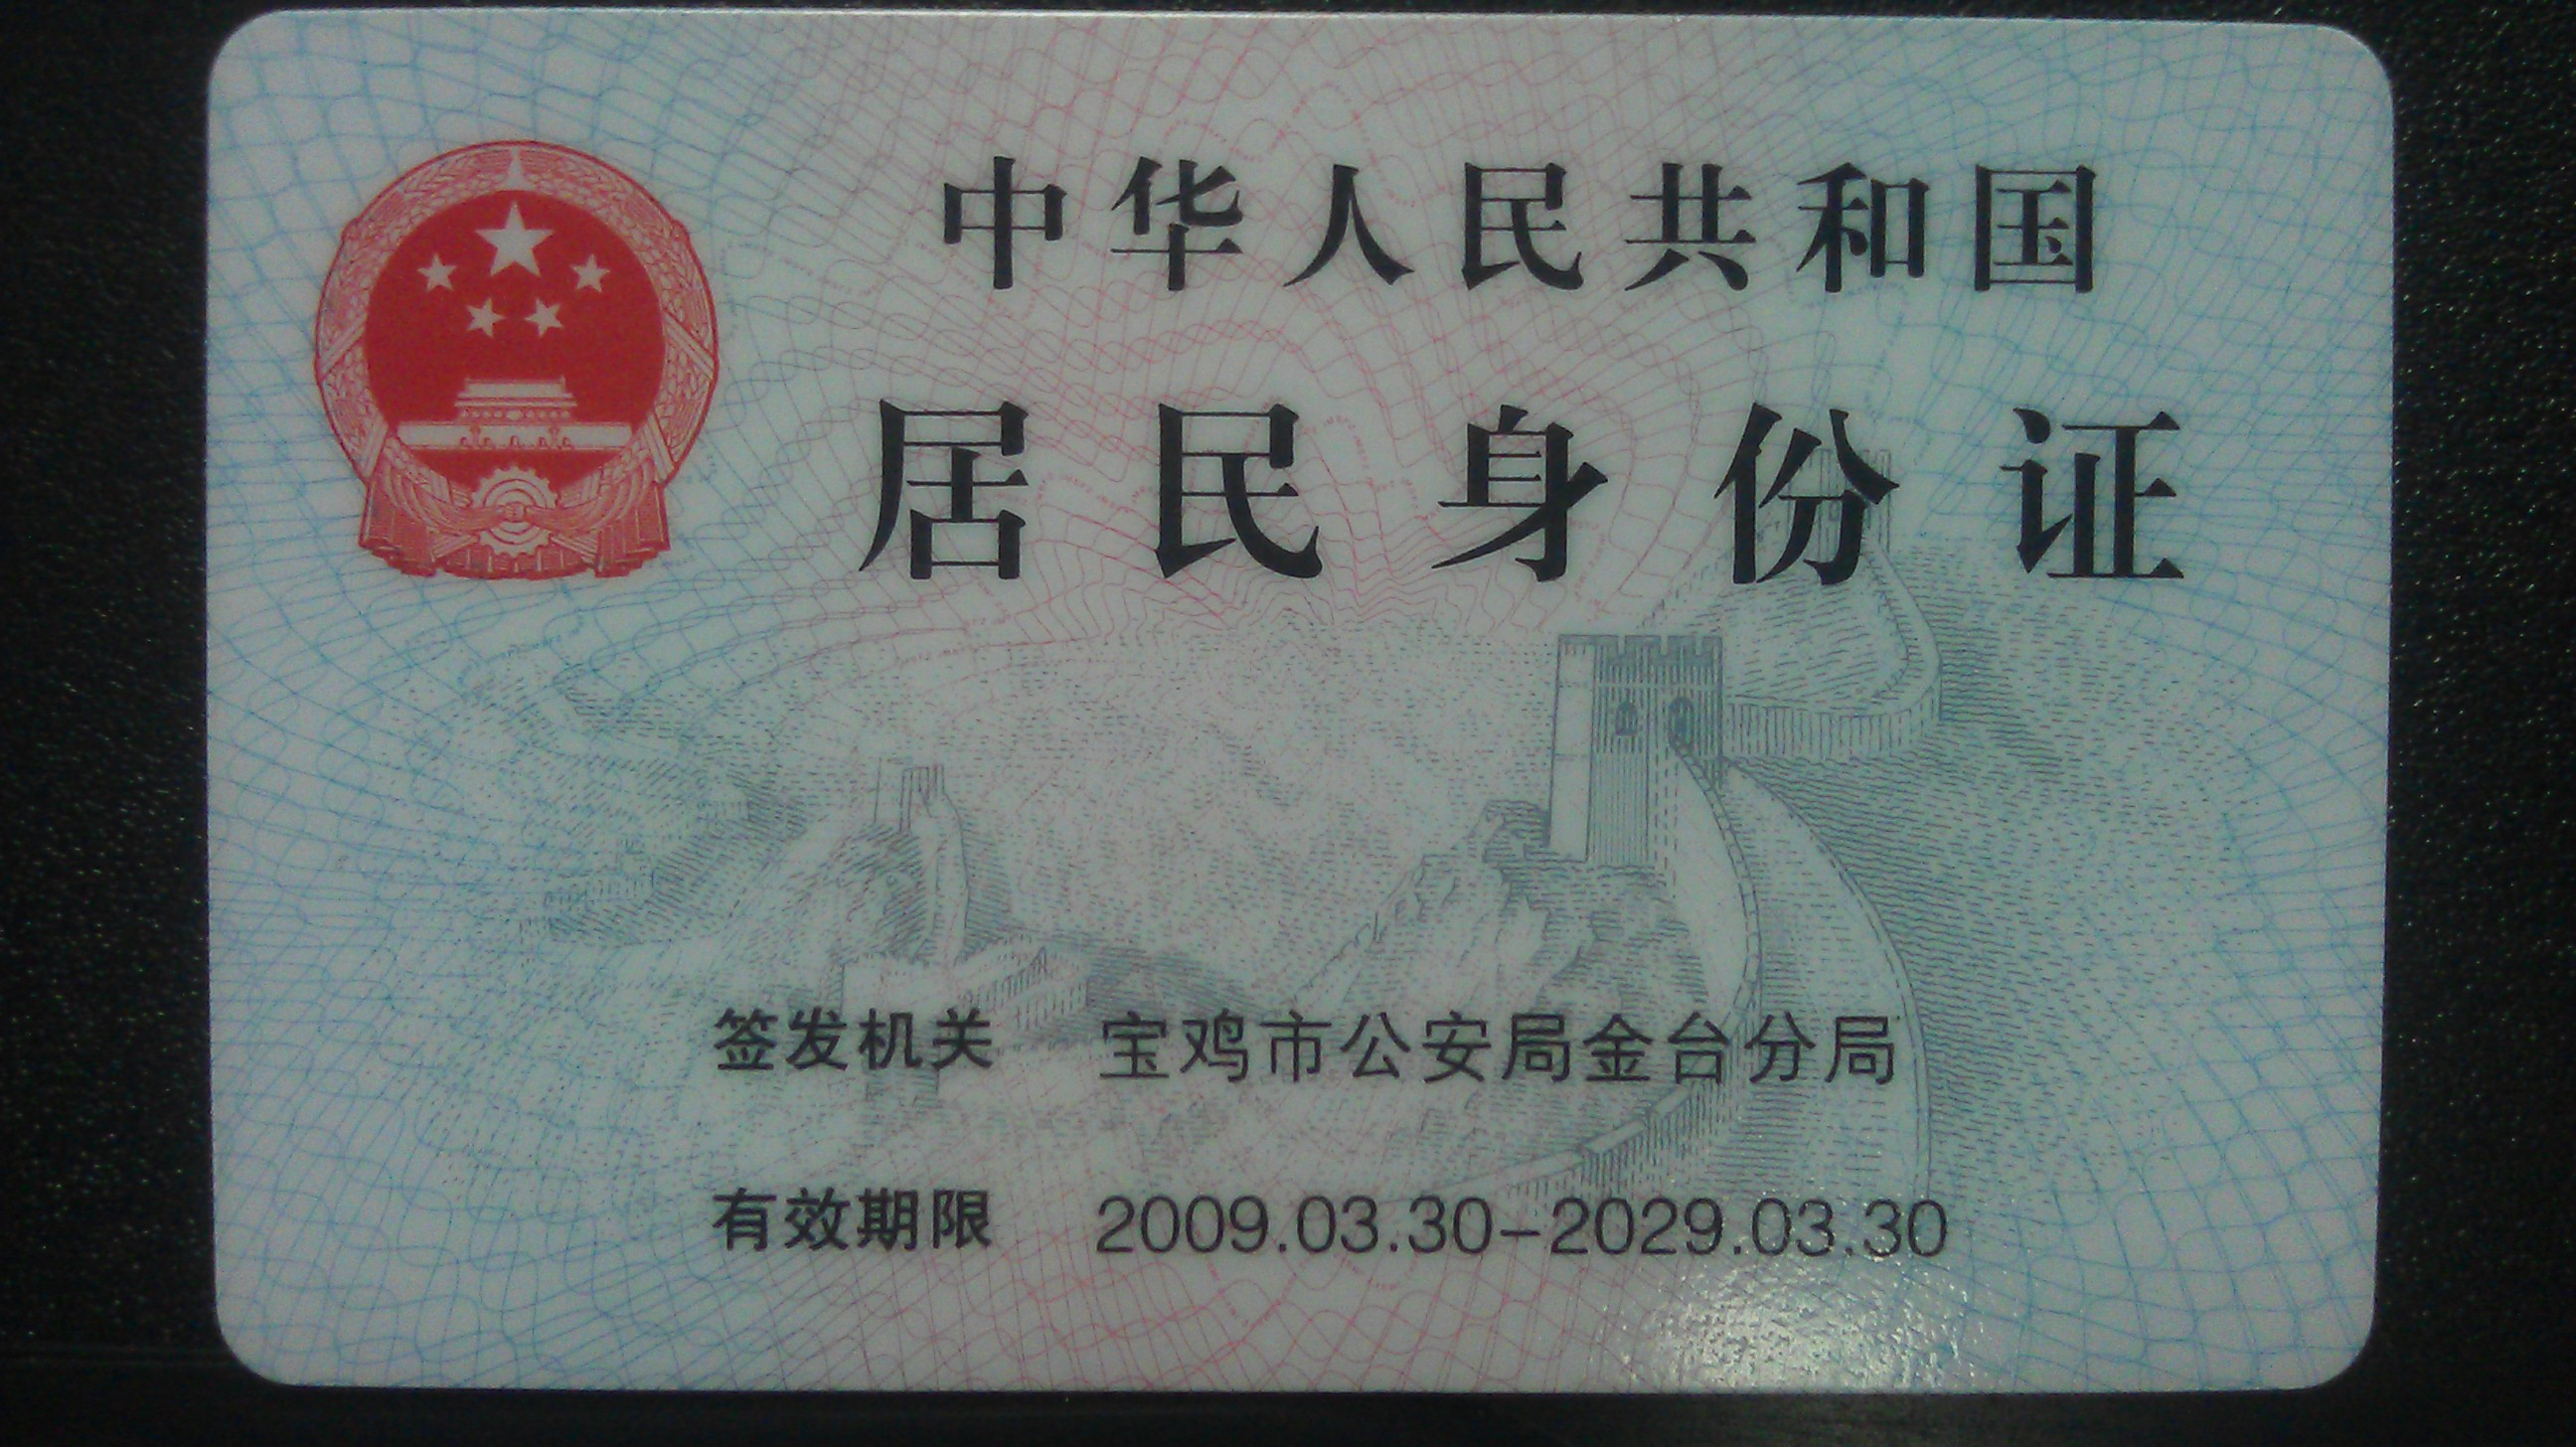 中华人民共和国
居民身份证
签发机关 宝鸡市公安局金台分局
有效期限 2009.03.30-2029.03.30